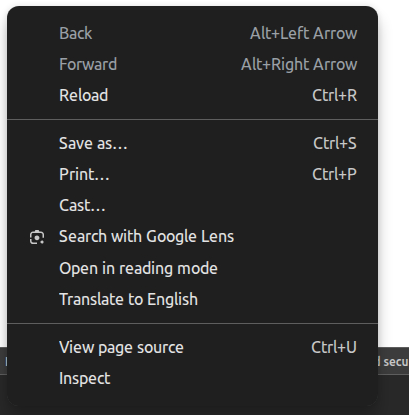 Back Alt+Left Arrow
Forward Alt+Right Arrow
Reload Ctrl+R
Save as... Ctrl+S
Print... Ctrl+P
Cast...
Search with Google Lens
Open in reading mode
Translate to English
View page source Ctrl+U
Inspect